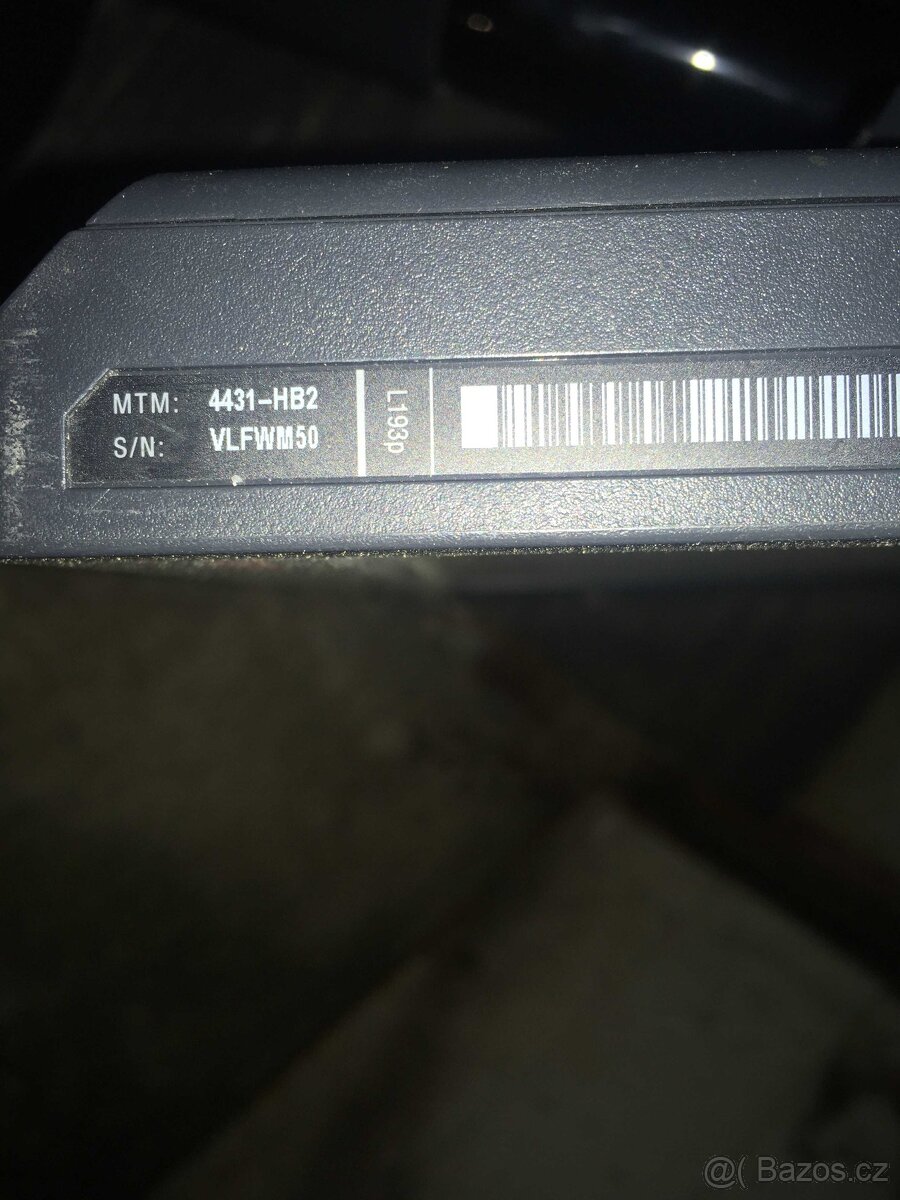 MTM: 4431-HB2
S/N: VLFWM50
L193p
@( Bazos.cz